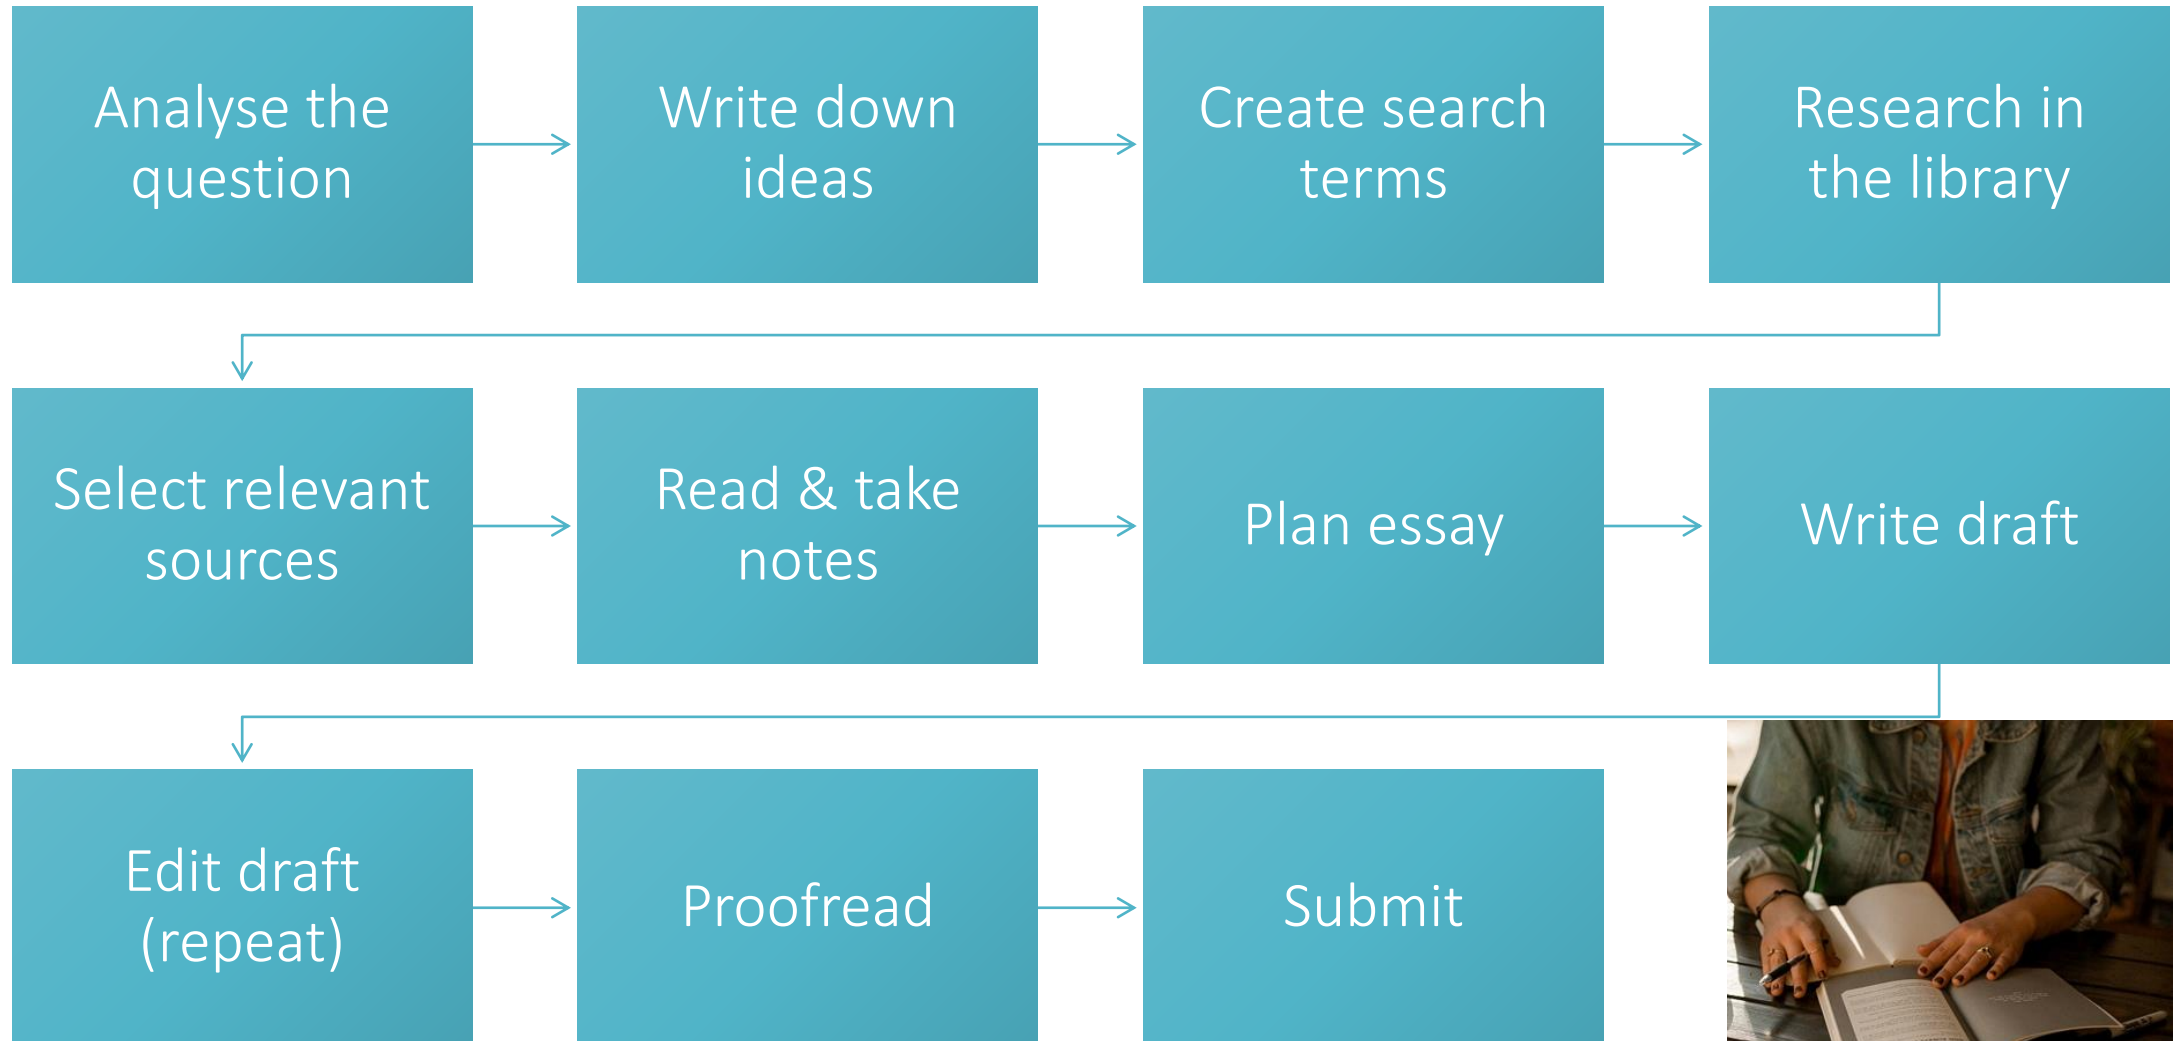 Analyse the
question
Write down
ideas
Create search
terms
Research in
the library
Select relevant
sources
Read & take
notes
Plan essay
Write draft
Edit draft
(repeat)
Proofread
Submit